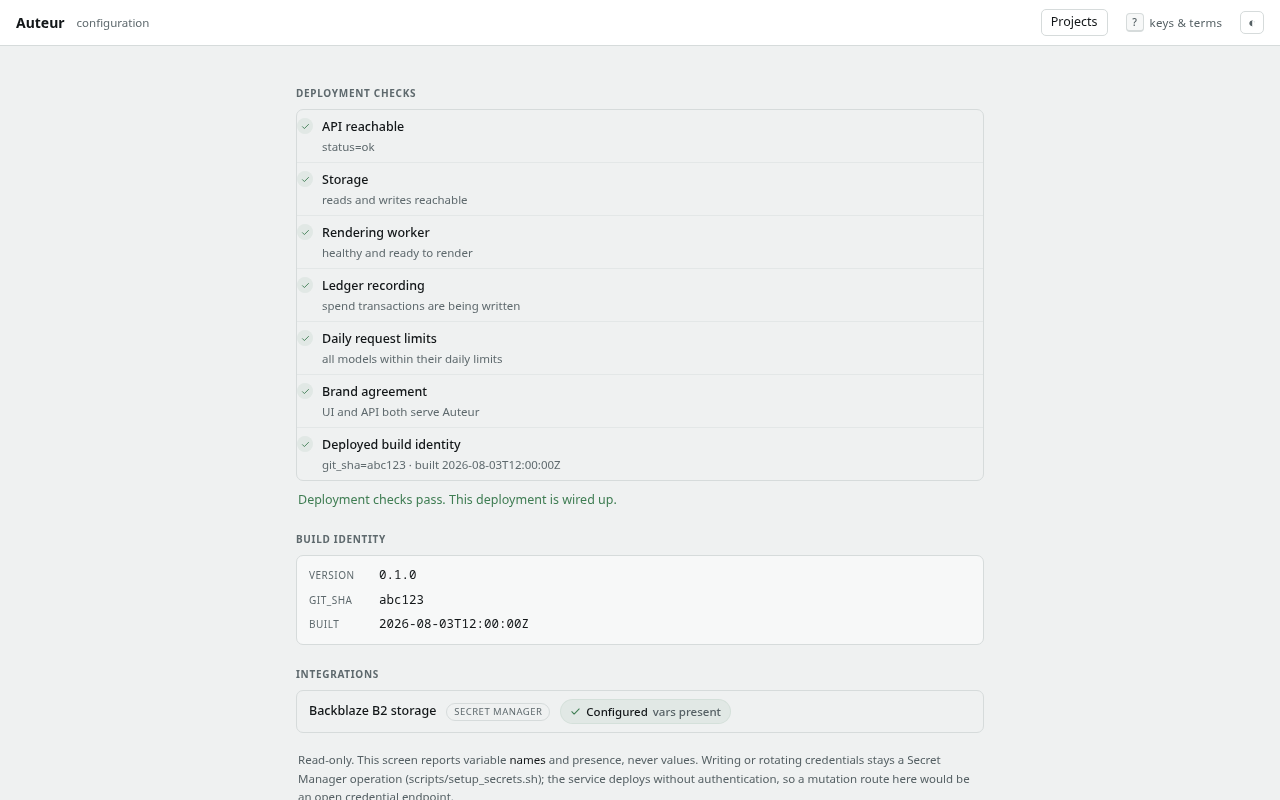 Auteur configuration Projects ? keys & terms
DEPLOYMENT CHECKS
API reachable
status=ok
Storage
reads and writes reachable
Rendering worker
healthy and ready to render
Ledger recording
spend transactions are being written
Daily request limits
all models within their daily limits
Brand agreement
UI and API both serve Auteur
Deployed build identity
git_sha=abc123 · built 2026-08-03T12:00:00Z
Deployment checks pass. This deployment is wired up.
BUILD IDENTITY
VERSION 0.1.0
GIT_SHA abc123
BUILT 2026-08-03T12:00:00Z
INTEGRATIONS
Backblaze B2 storage SECRET MANAGER Configured vars present
Read-only. This screen reports variable names and presence, never values. Writing or rotating credentials stays a Secret
Manager operation (scripts/setup_secrets.sh); the service deploys without authentication, so a mutation route here would be
an open credential endpoint.